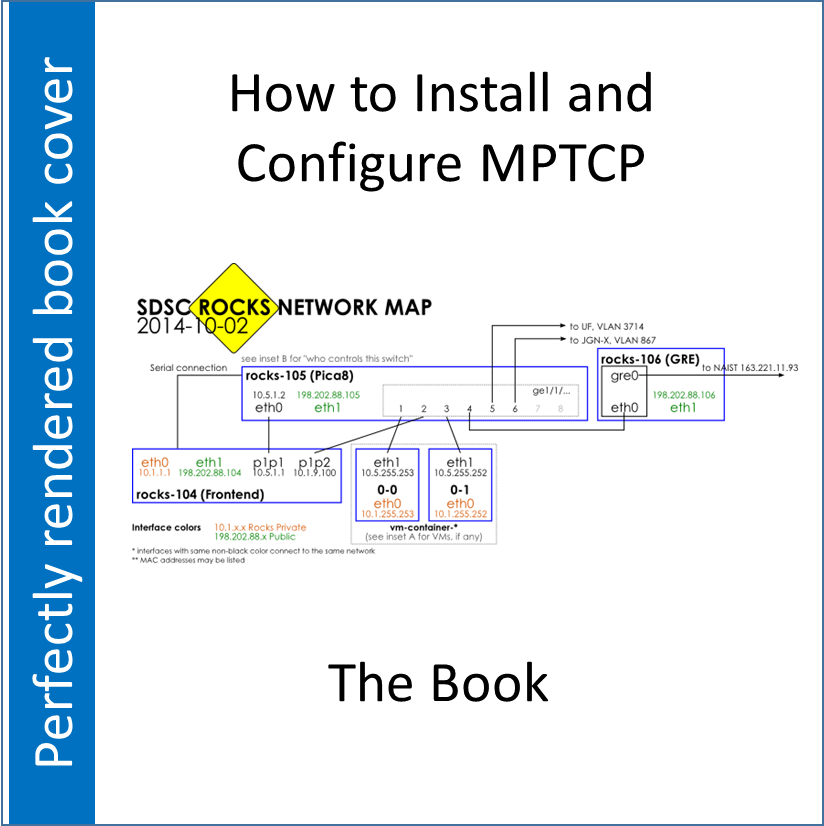 Perfectly rendered book cover
How to Install and
Configure MPTCP
SDSC ROCKS NETWORK MAP
2014-10-02
to UF, VLAN 3714
to JGN-X, VLAN 867
see inset B for "who controls this switch"
Serial connection
rocks-105 (Pica8)
10.5.1.2 198.202.88.105
eth0 eth1
ge1/1/...
1 2 3 4 5 6 7 8
rocks-106 (GRE)
to NAIST 163.221.11.93
gre0
198.202.88.106
eth0 eth1
eth0 eth1 p1p1 p1p2
10.1.1.1 198.202.88.104 10.5.1.1 10.1.9.100
rocks-104 (Frontend)
eth1
10.5.255.253
0-0
eth0
10.1.255.253
eth1
10.5.255.252
0-1
eth0
10.1.255.252
vm-container-*
(see inset A for VMs, if any)
Interface colors 10.1.x.x Rocks Private
198.202.88.x Public
* interfaces with same non-black color connect to the same network
** MAC addresses may be listed
The Book